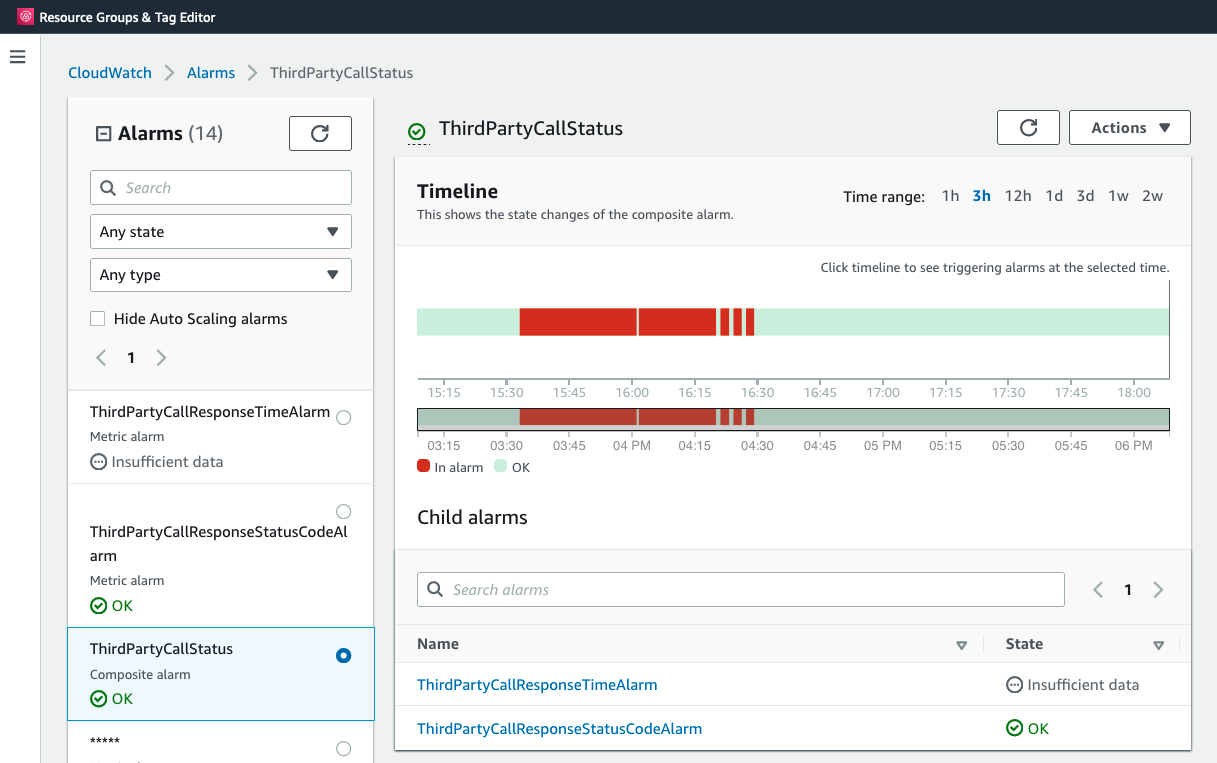 Resource Groups & Tag Editor
CloudWatch > Alarms > ThirdPartyCallStatus
Alarms (14)
Search
Any state
Any type
Hide Auto Scaling alarms
1
ThirdPartyCallResponseTimeAlarm
Metric alarm
Insufficient data
ThirdPartyCallResponseStatusCodeAl
arm
Metric alarm
OK
ThirdPartyCallStatus
Composite alarm
OK
*****
ThirdPartyCallStatus
Actions
Timeline
This shows the state changes of the composite alarm.
Time range: 1h 3h 12h 1d 3d 1w 2w
Click timeline to see triggering alarms at the selected time.
15:15 15:30 15:45 16:00 16:15 16:30 16:45 17:00 17:15 17:30 17:45 18:00
03:15 03:30 03:45 04 PM 04:15 04:30 04:45 05 PM 05:15 05:30 05:45 06 PM
In alarm OK
Child alarms
Search alarms
1
Name State
ThirdPartyCallResponseTimeAlarm Insufficient data
ThirdPartyCallResponseStatusCodeAlarm OK